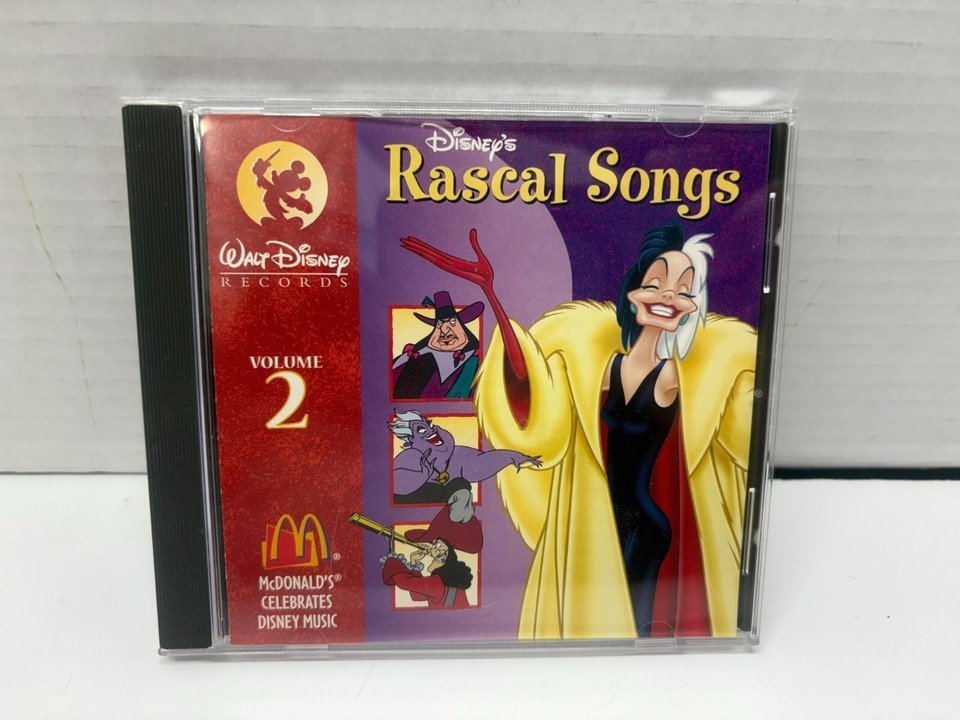 Disney's
Rascal Songs
Walt Disney
RECORDS
VOLUME
2
McDONALD'S®
CELEBRATES
DISNEY MUSIC